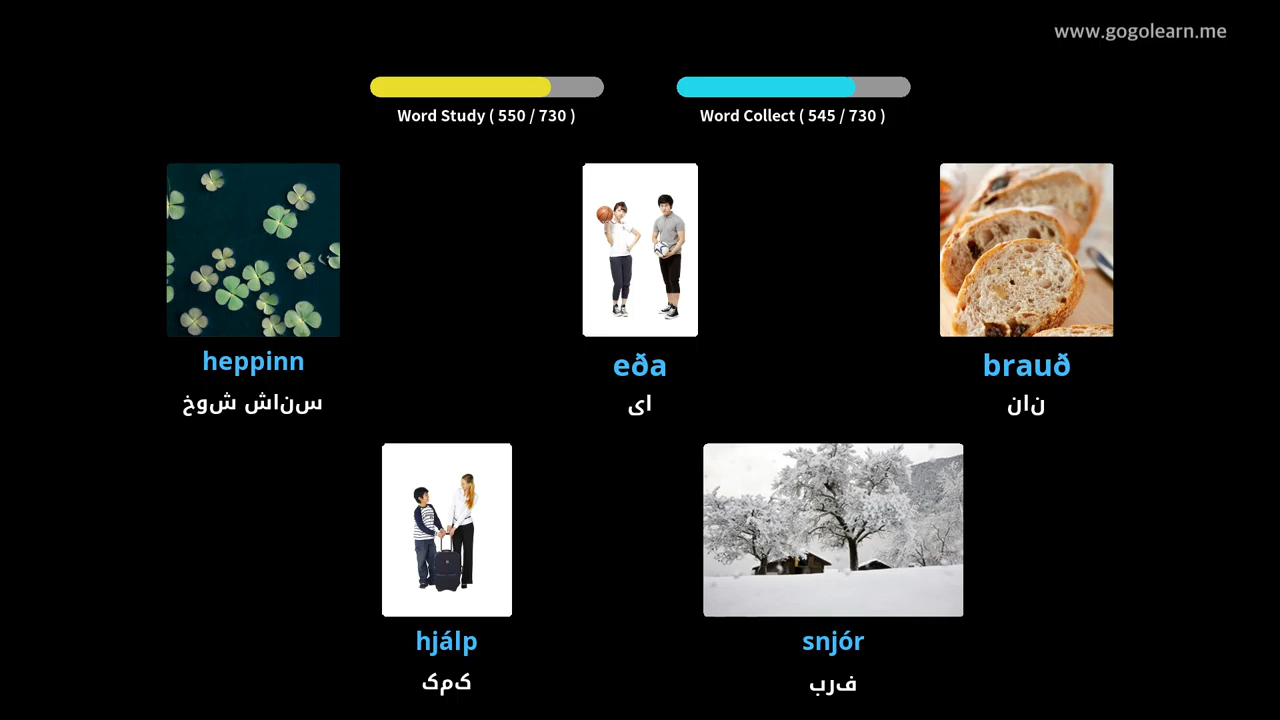 www.gogolearn.me
Word Study ( 550 / 730 )
Word Collect ( 545 / 730 )
heppinn
سناش شوخ
eða
ای
brauð
نان
hjálp
کمک
snjór
فرب